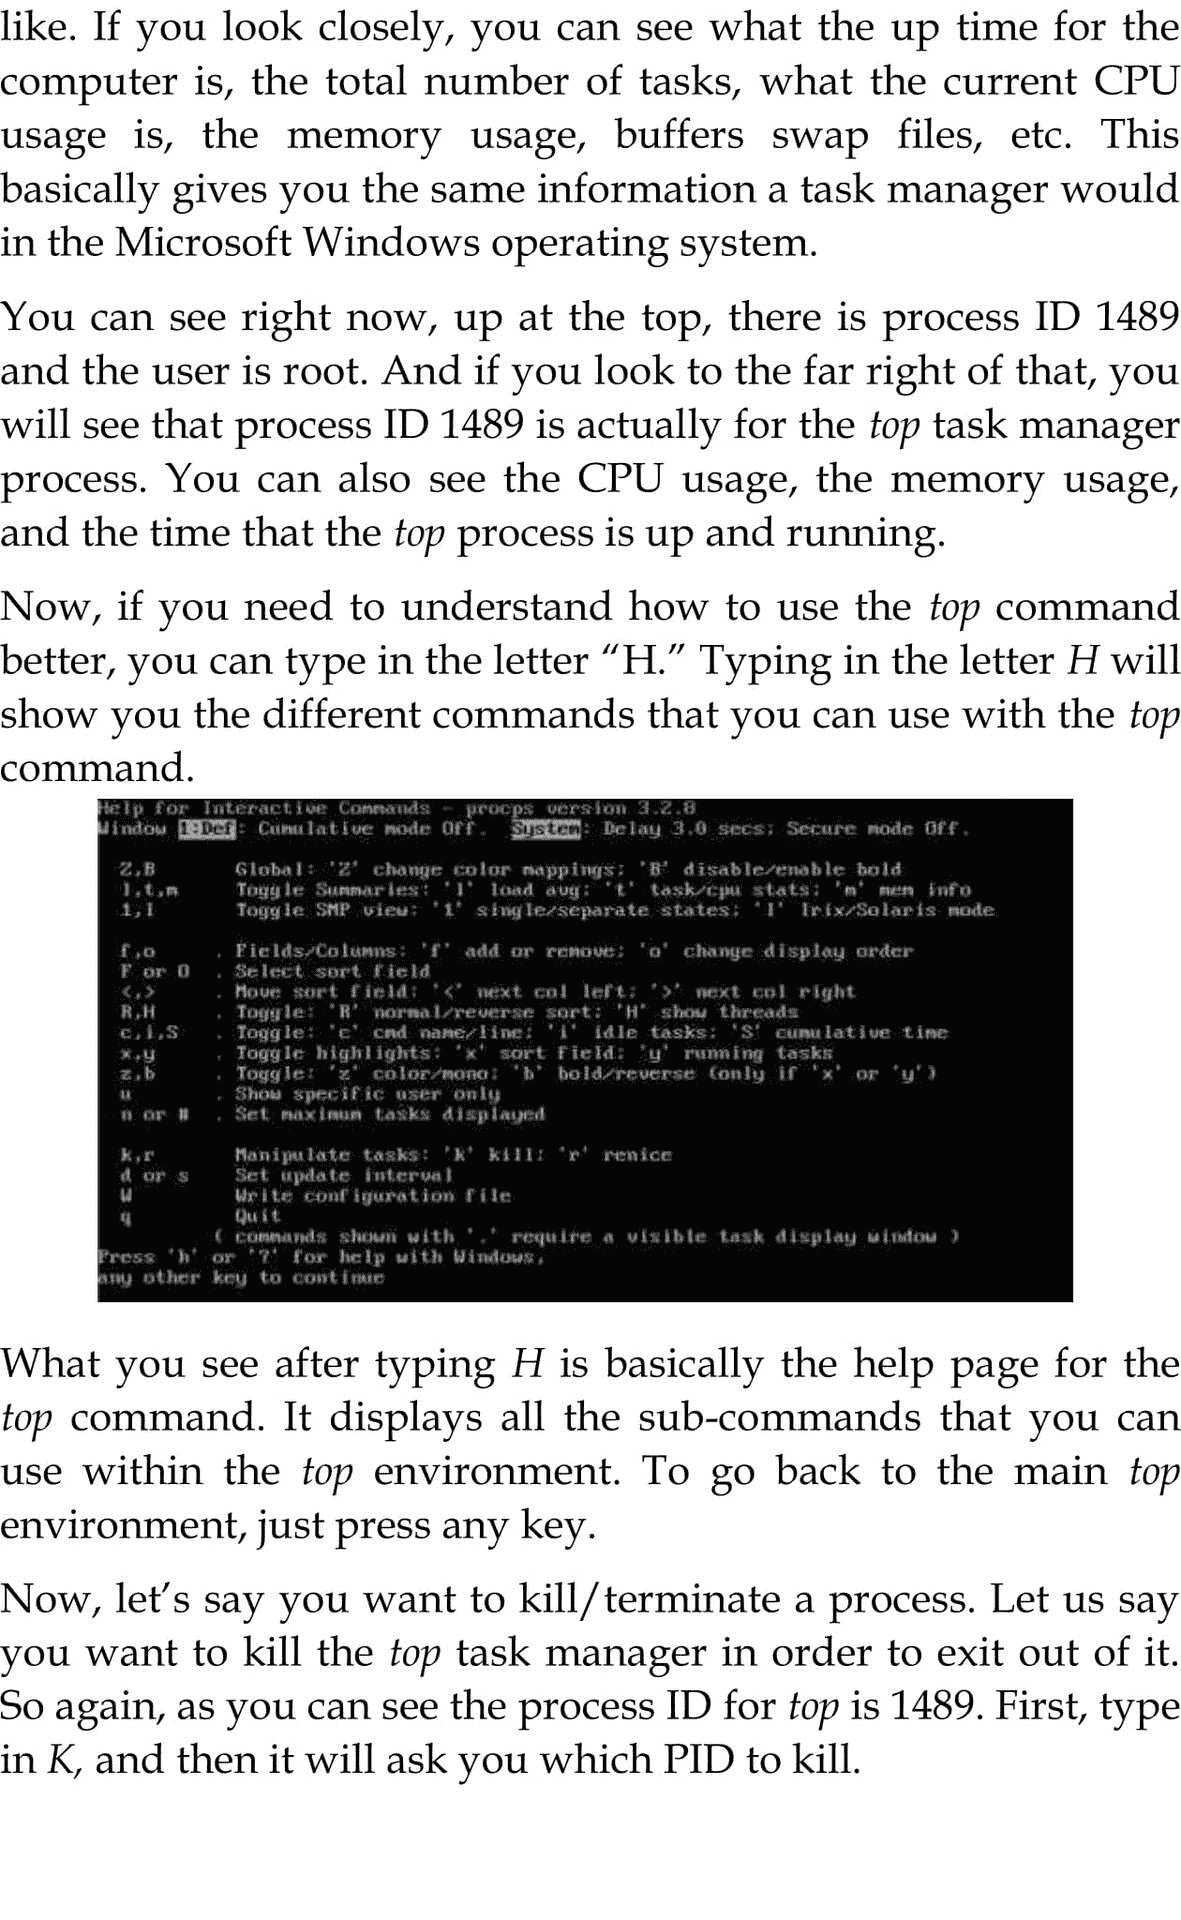 like. If you look closely, you can see what the up time for the
computer is, the total number of tasks, what the current CPU
usage is, the memory usage, buffers swap files, etc. This
basically gives you the same information a task manager would
in the Microsoft Windows operating system.
You can see right now, up at the top, there is process ID 1489
and the user is root. And if you look to the far right of that, you
will see that process ID 1489 is actually for the top task manager
process. You can also see the CPU usage, the memory usage,
and the time that the top process is up and running.
Now, if you need to understand how to use the top command
better, you can type in the letter “H.” Typing in the letter H will
show you the different commands that you can use with the top
command.
Help for Interactive Commands - procps version 3.2.8
Window 1:Def: Cumulative mode Off. System: Delay 3.0 secs; Secure mode Off.
Z,B Global: 'Z' change color mappings; 'B' disable/enable bold
l,t,m Toggle Summaries: 'l' load avg; 't' task/cpu stats; 'm' mem info
1,I Toggle SMP view: '1' single/separate states; 'I' Irix/Solaris mode
f,o . Fields/Columns: 'f' add or remove; 'o' change display order
F or O . Select sort field
<,> . Move sort field: '<' next col left; '>' next col right
R,H . Toggle: 'R' normal/reverse sort; 'H' show threads
c,i,S . Toggle: 'c' cmd name/line; 'i' idle tasks; 'S' cumulative time
x,y . Toggle highlights: 'x' sort field; 'y' running tasks
z,b . Toggle: 'z' color/mono; 'b' bold/reverse (only if 'x' or 'y')
u . Show specific user only
n or # . Set maximum tasks displayed
k,r Manipulate tasks: 'k' kill; 'r' renice
d or s Set update interval
W Write configuration file
q Quit
( commands shown with '.' require a visible task display window )
Press 'h' or '?' for help with Windows,
any other key to continue
What you see after typing H is basically the help page for the
top command. It displays all the sub-commands that you can
use within the top environment. To go back to the main top
environment, just press any key.
Now, let’s say you want to kill/terminate a process. Let us say
you want to kill the top task manager in order to exit out of it.
So again, as you can see the process ID for top is 1489. First, type
in K, and then it will ask you which PID to kill.